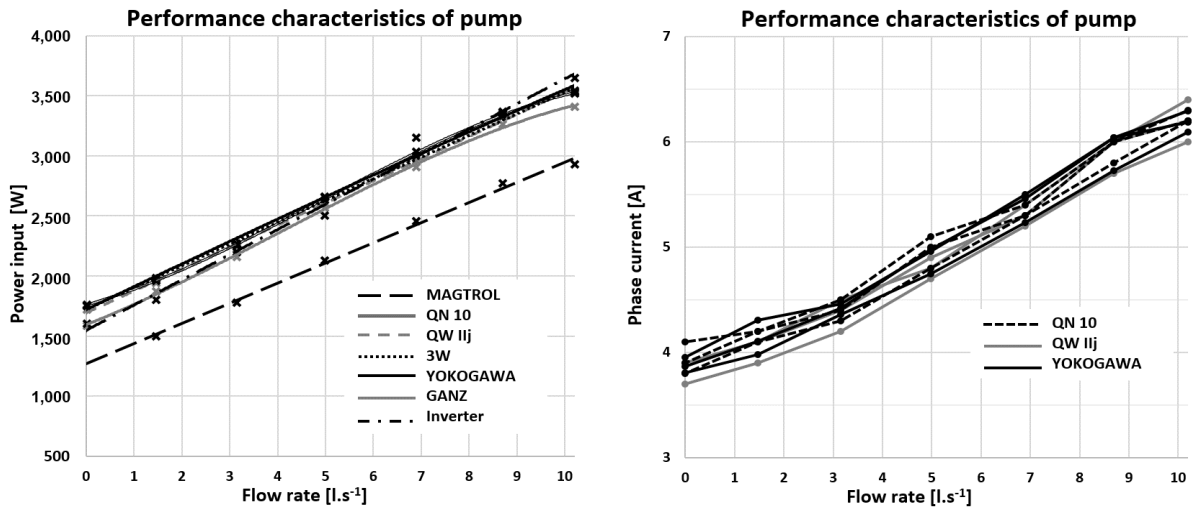 Performance characteristics of pump
4,000
3,500
3,000
2,500
2,000
1,500
1,000
500
Power input [W]
MAGTROL
QN 10
QW IIj
3W
YOKOGAWA
GANZ
Inverter
0 1 2 3 4 5 6 7 8 9 10
Flow rate [l.s-1]
Performance characteristics of pump
7
6
5
4
3
Phase current [A]
QN 10
QW IIj
YOKOGAWA
0 1 2 3 4 5 6 7 8 9 10
Flow rate [l.s-1]